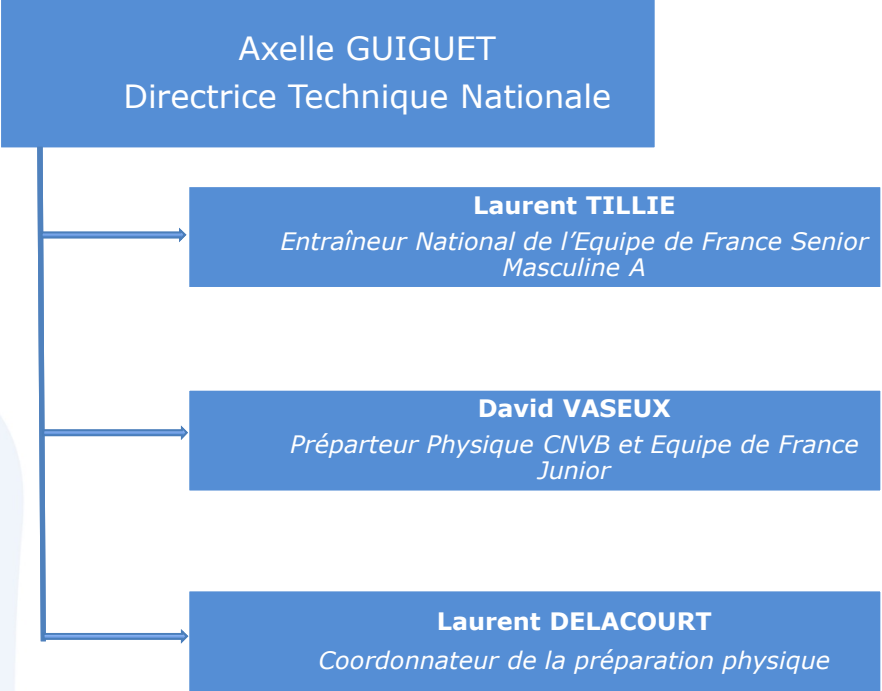 Axelle GUIGUET
Directrice Technique Nationale
Laurent TILLIE
Entraîneur National de l’Equipe de France Senior
Masculine A
David VASEUX
Préparteur Physique CNVB et Equipe de France
Junior
Laurent DELACOURT
Coordonnateur de la préparation physique